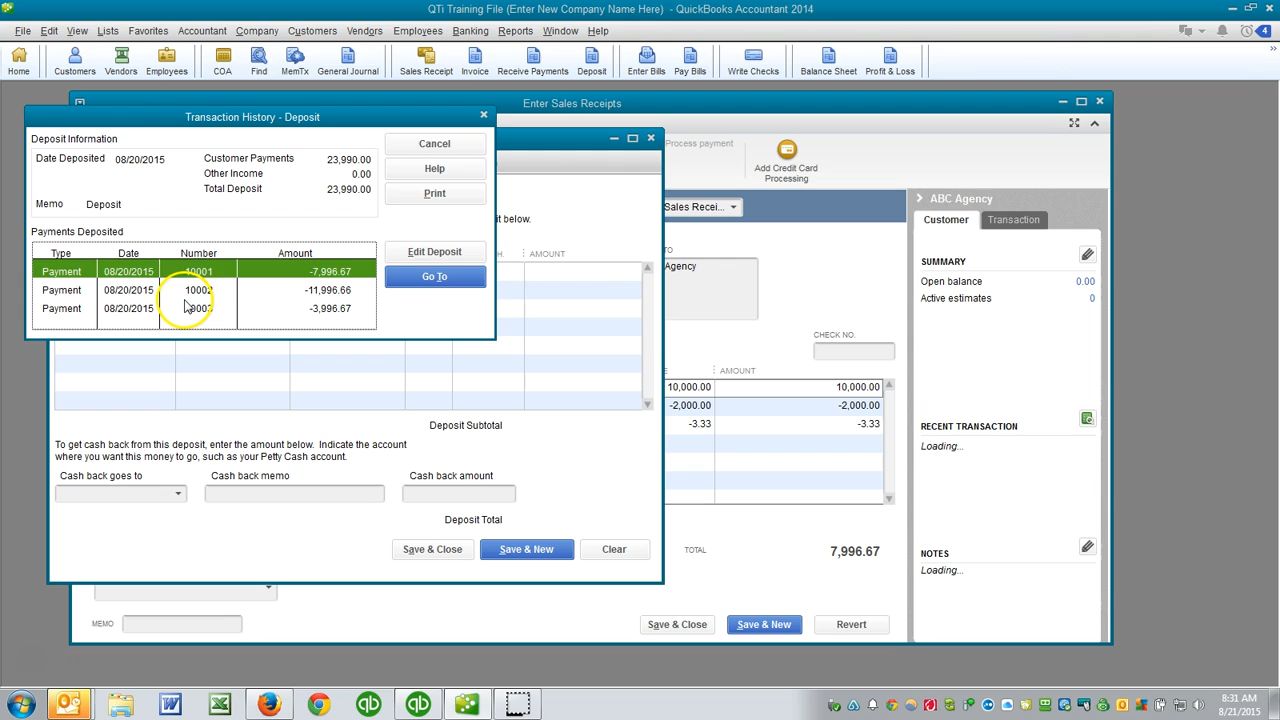 QTi Training File (Enter New Company Name Here) - QuickBooks Accountant 2014
File Edit View Lists Favorites Accountant Company Customers Vendors Employees Banking Reports Window Help
4
Home Customers Vendors Employees COA Find MemTx General Journal Sales Receipt Invoice Receive Payments Deposit Enter Bills Pay Bills Write Checks Balance Sheet Profit & Loss
Enter Sales Receipts
Transaction History - Deposit
Deposit Information
Date Deposited 08/20/2015 Customer Payments 23,990.00
Other Income 0.00
Total Deposit 23,990.00
Memo Deposit
Payments Deposited
Type Date Number Amount
Payment 08/20/2015 10001 -7,996.67
Payment 08/20/2015 10002 -11,996.66
Payment 08/20/2015 -3,996.67
Cancel
Help
Print
Edit Deposit
Go To
it below.
H. AMOUNT
Deposit Subtotal
To get cash back from this deposit, enter the amount below. Indicate the account
where you want this money to go, such as your Petty Cash account.
Cash back goes to Cash back memo Cash back amount
Deposit Total
Save & Close Save & New Clear
Process payment
Add Credit Card
Processing
Sales Recei...
TO
Agency
CHECK NO.
E AMOUNT
10,000.00 10,000.00
-2,000.00 -2,000.00
-3.33 -3.33
TOTAL 7,996.67
MEMO
Save & Close Save & New Revert
ABC Agency
Customer Transaction
SUMMARY
Open balance 0.00
Active estimates 0
RECENT TRANSACTION
Loading...
NOTES
Loading...
8:31 AM
8/21/2015